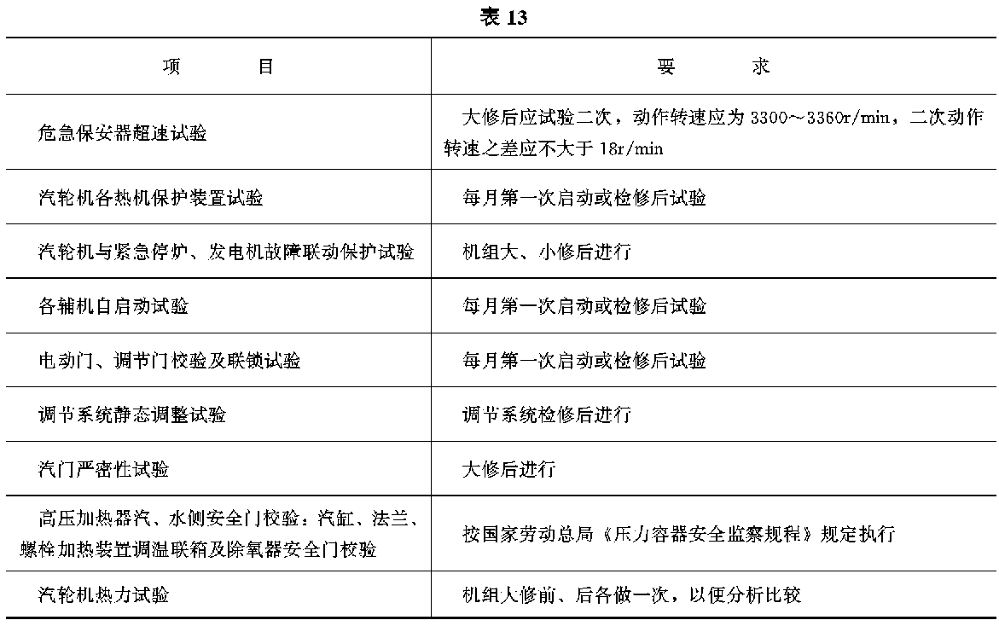 表 13
项 目
要 求
危急保安器超速试验
大修后应试验二次，动作转速应为 3300～3360r/min，二次动作
转速之差应不大于 18r/min
汽轮机各热机保护装置试验
每月第一次启动或检修后试验
汽轮机与紧急停炉、发电机故障联动保护试验
机组大、小修后进行
各辅机自启动试验
每月第一次启动或检修后试验
电动门、调节门校验及联锁试验
每月第一次启动或检修后试验
调节系统静态调整试验
调节系统检修后进行
汽门严密性试验
大修后进行
高压加热器汽、水侧安全门校验：汽缸、法兰、
螺栓加热装置调温联箱及除氧器安全门校验
按国家劳动总局《压力容器安全监察规程》规定执行
汽轮机热力试验
机组大修前、后各做一次，以便分析比较